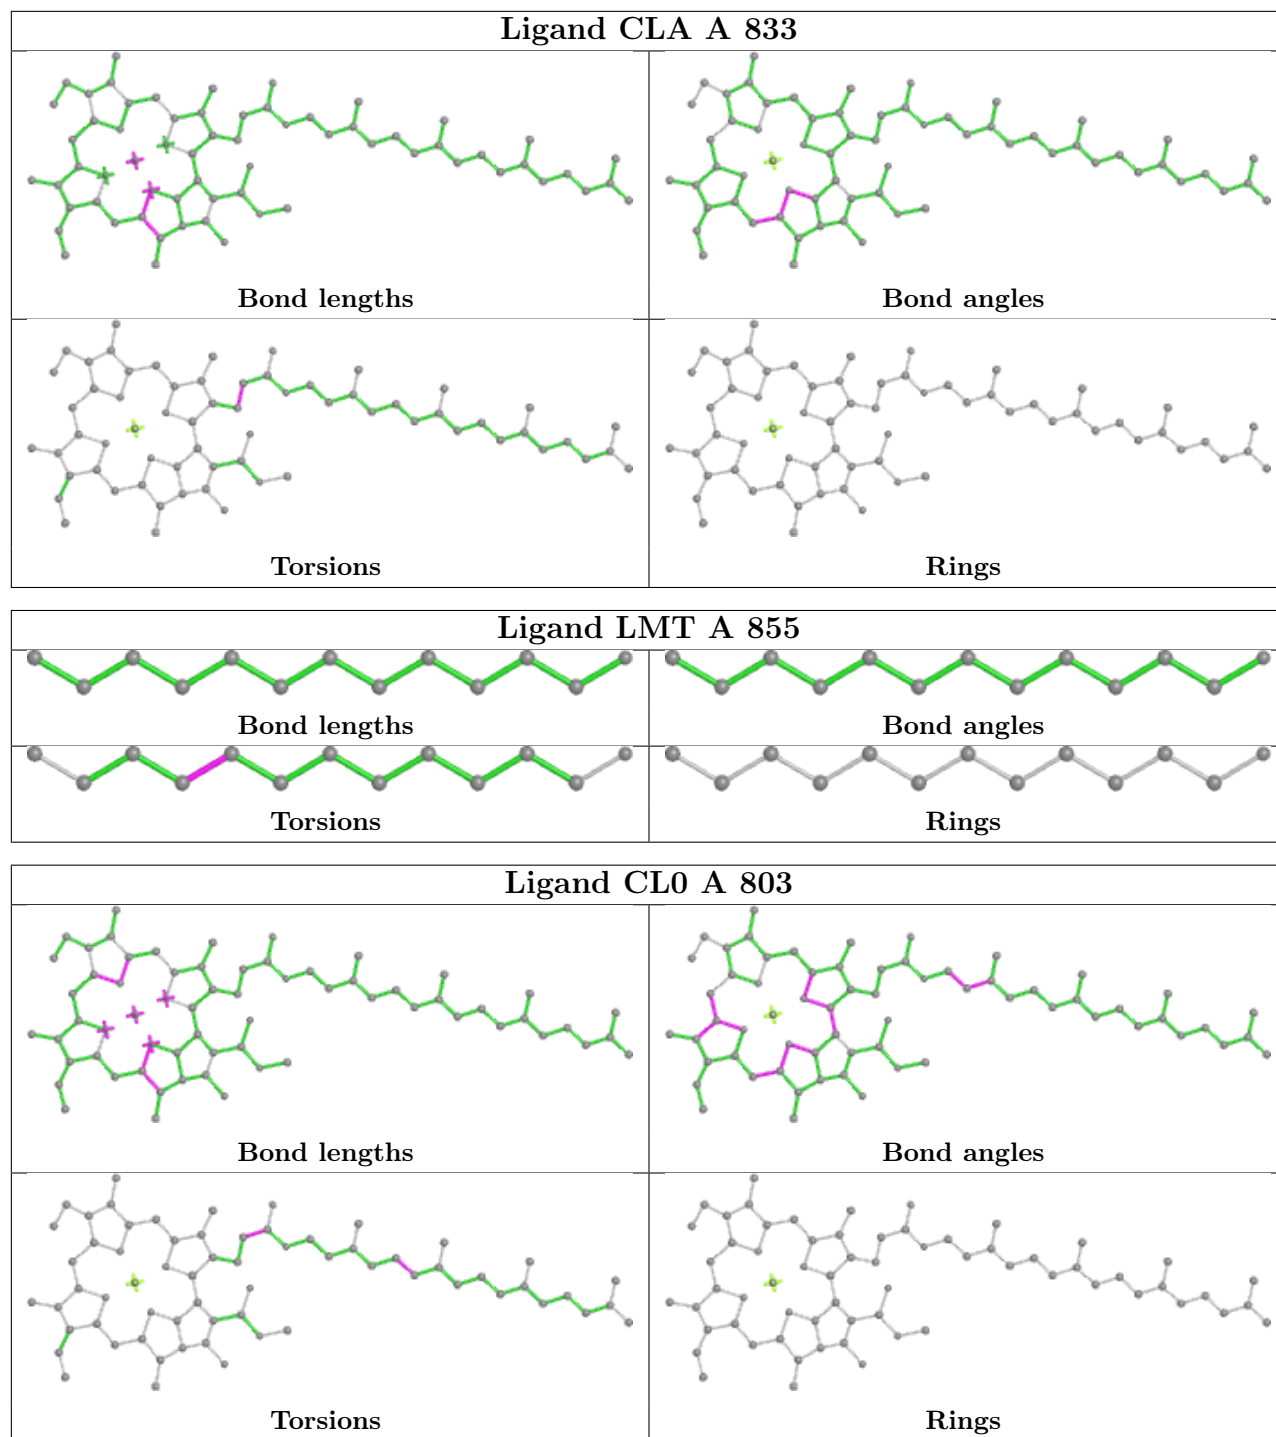 Ligand CLA A 833
Bond lengths
Bond angles
Torsions
Rings
Ligand LMT A 855
Bond lengths
Bond angles
Torsions
Rings
Ligand CL0 A 803
Bond lengths
Bond angles
Torsions
Rings